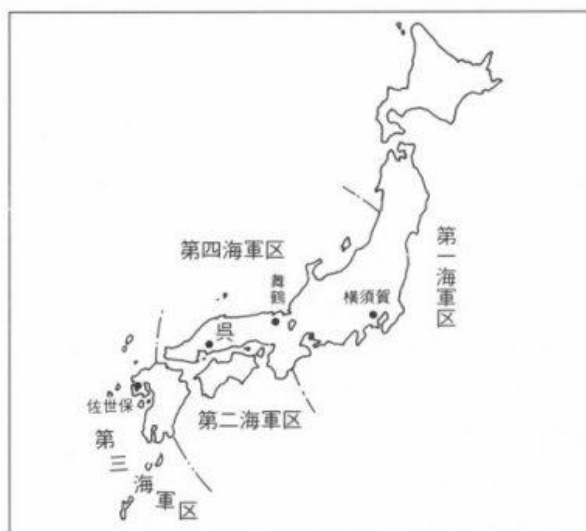 第四海軍区
舞鶴
横須賀
第一海軍区
呉
佐世保
第二海軍区
第三海軍区